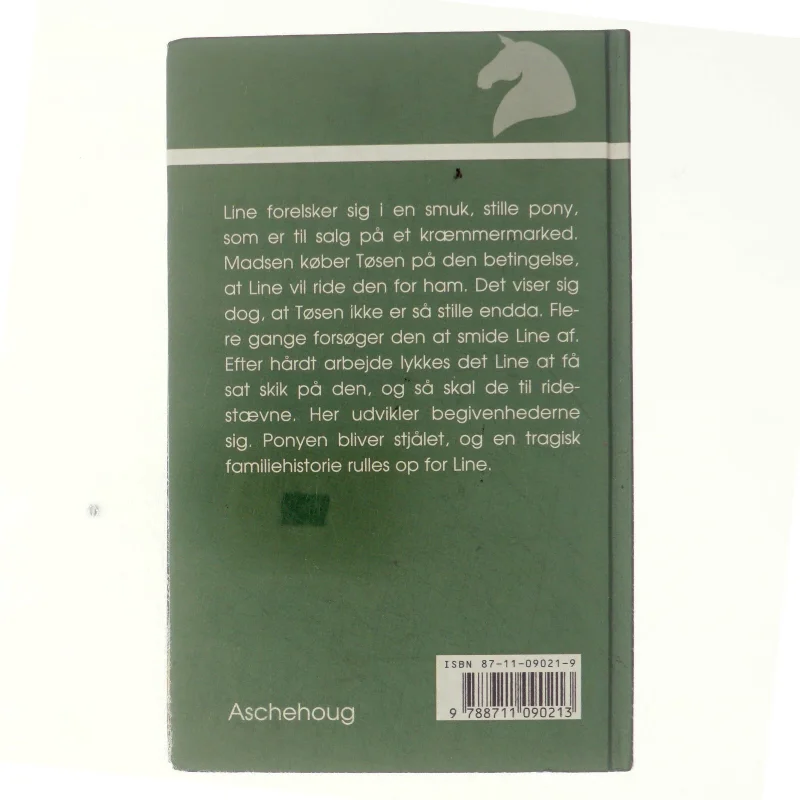 Line forelsker sig i en smuk, stille pony,
som er til salg på et kræmmermarked.
Madsen køber Tøsen på den betingelse,
at Line vil ride den for ham. Det viser sig
dog, at Tøsen ikke er så stille endda. Fle-
re gange forsøger den at smide Line af.
Efter hårdt arbejde lykkes det Line at få
sat skik på den, og så skal de til ride-
stævne. Her udvikler begivenhederne
sig. Ponyen bliver stjålet, og en tragisk
familiehistorie rulles op for Line.
ISBN 87-11-09021-9
9 788711 090213
Aschehoug